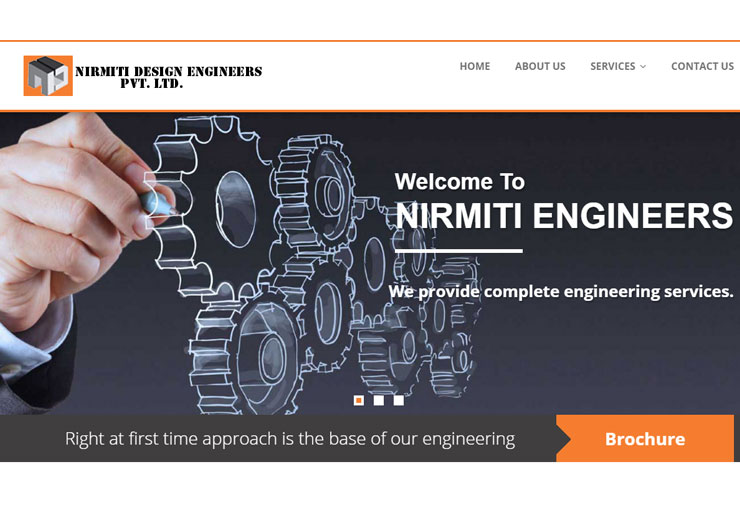 NIRMITI DESIGN ENGINEERS
PVT. LTD.
HOME ABOUT US SERVICES CONTACT US
Welcome To
NIRMITI ENGINEERS
We provide complete engineering services.
Right at first time approach is the base of our engineering
Brochure